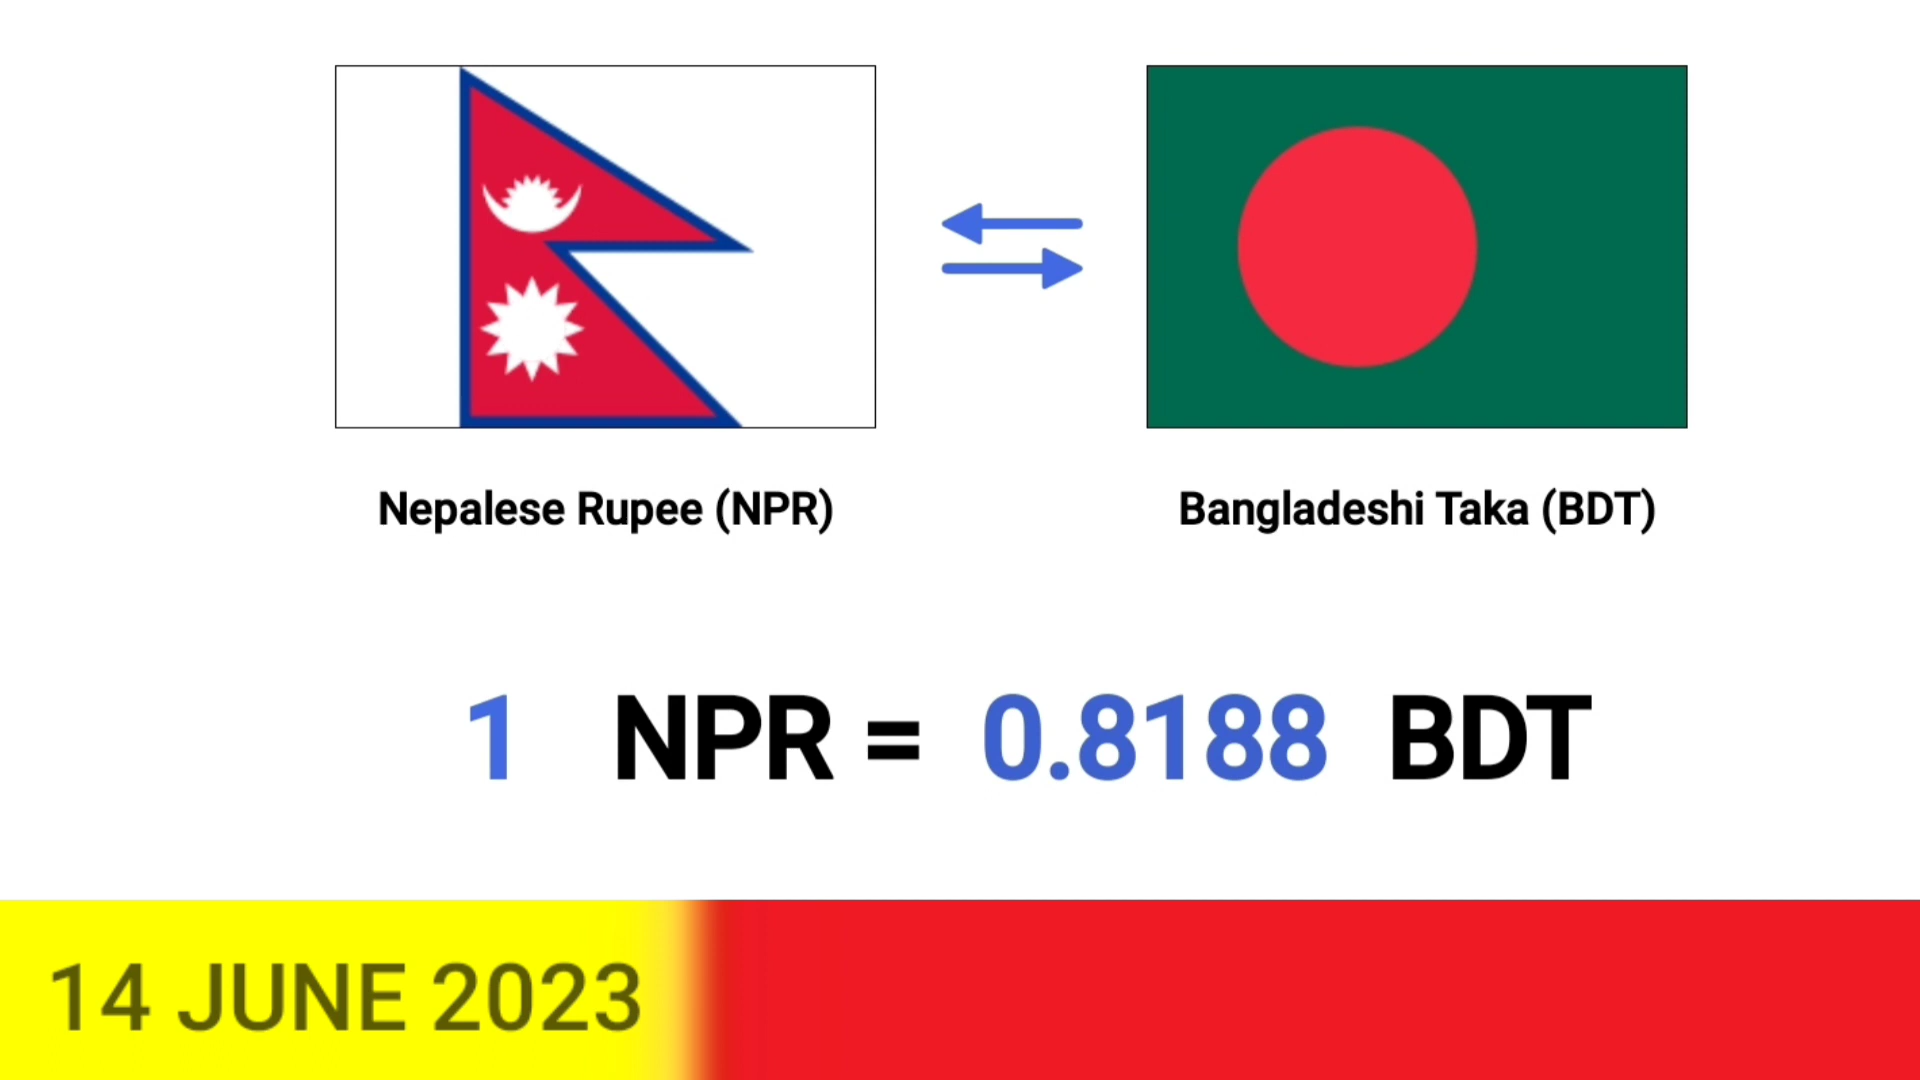 Nepalese Rupee (NPR)
Bangladeshi Taka (BDT)
1 NPR = 0.8188 BDT
14 JUNE 2023